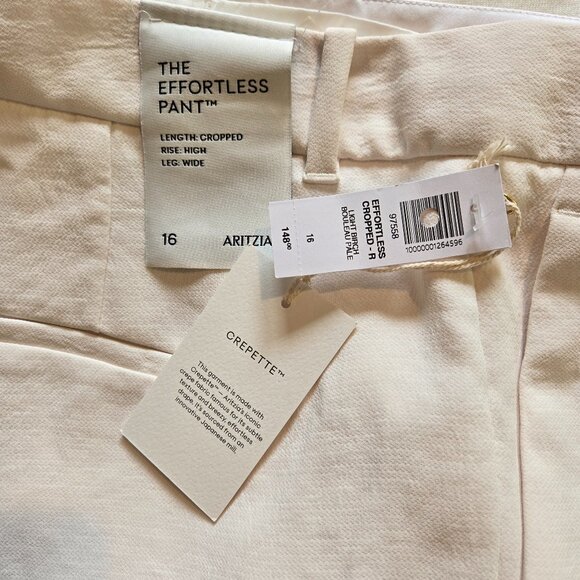 THE
EFFORTLESS
PANT™
LENGTH: CROPPED
RISE: HIGH
LEG: WIDE
16 ARITZIA
97558
EFFORTLESS
CROPPED - R
LIGHT BIRCH
BOULEAU PALE
16
148.00
10000001264596
CREPETTE™
This garment is made with
Crepette™ — Aritzia's iconic
crepe fabric famous for its subtle
texture and breezy, effortless
drape. It's sourced from an
innovative Japanese mill.